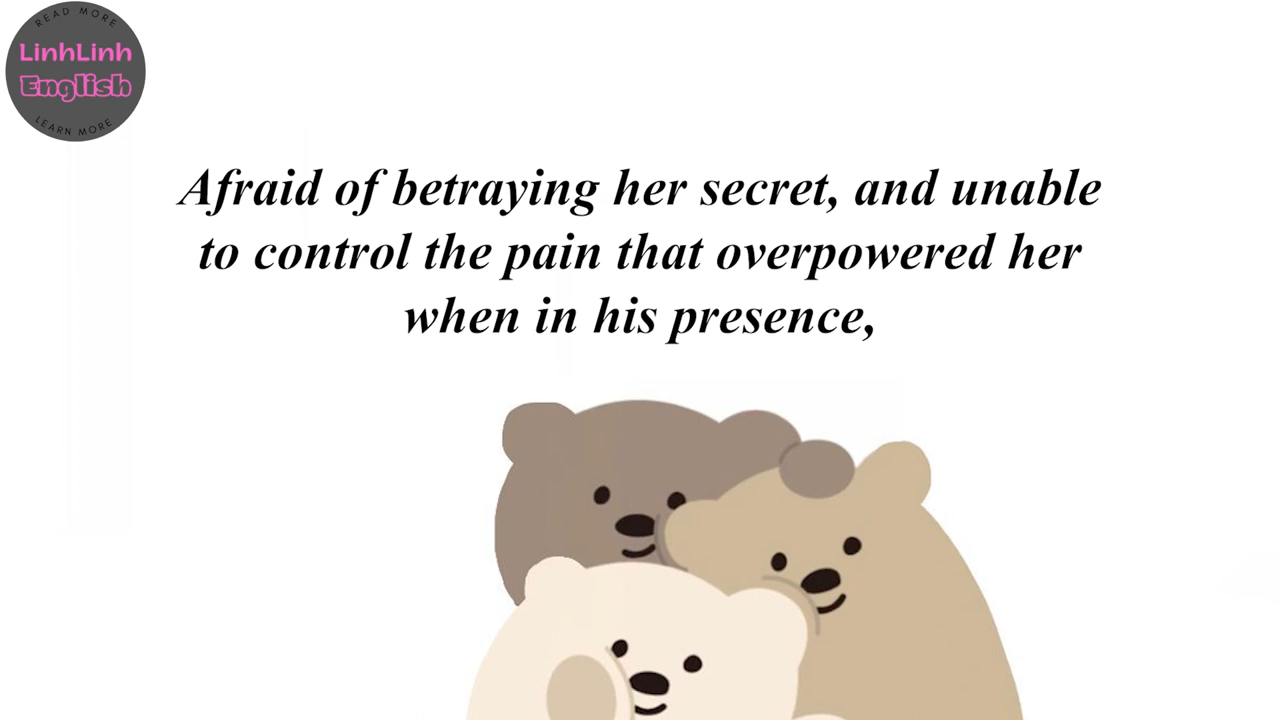 READ MORE
LinhLinh
English
LEARN MORE
Afraid of betraying her secret, and unable
to control the pain that overpowered her
when in his presence,